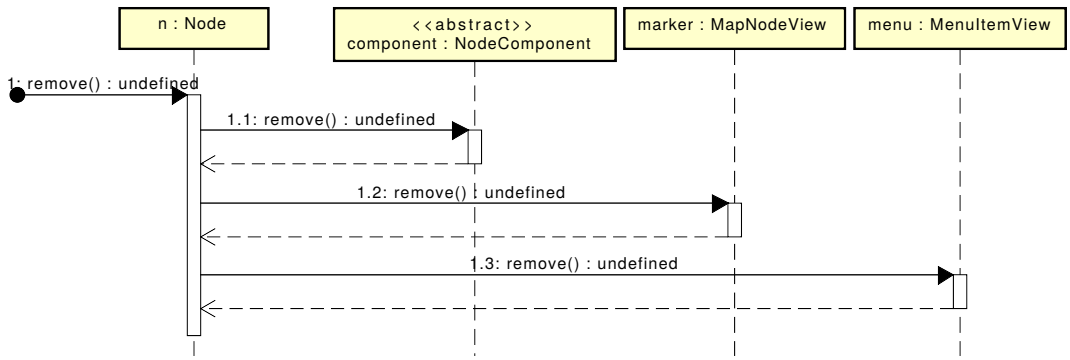 n : Node
<<abstract>>
component : NodeComponent
marker : MapNodeView
menu : MenuItemView
1: remove() : undefined
1.1: remove() : undefined
1.2: remove() : undefined
1.3: remove() : undefined